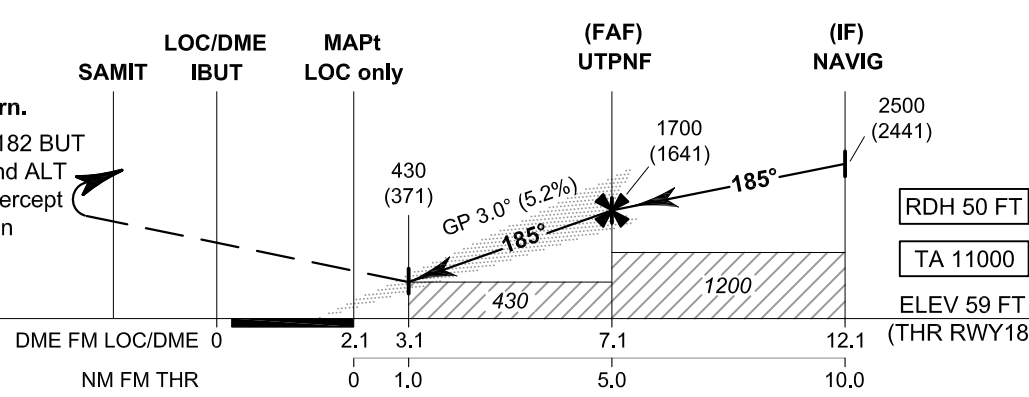 SAMIT
LOC/DME
IBUT
MAPt
LOC only
(FAF)
UTPNF
(IF)
NAVIG
rn.
182 BUT
nd ALT
ercept
n
430
(371)
GP 3.0° (5.2%)
185°
1700
(1641)
185°
2500
(2441)
430
1200
RDH 50 FT
TA 11000
ELEV 59 FT
(THR RWY18
DME FM LOC/DME 0 2.1 3.1 7.1 12.1
NM FM THR 0 1.0 5.0 10.0